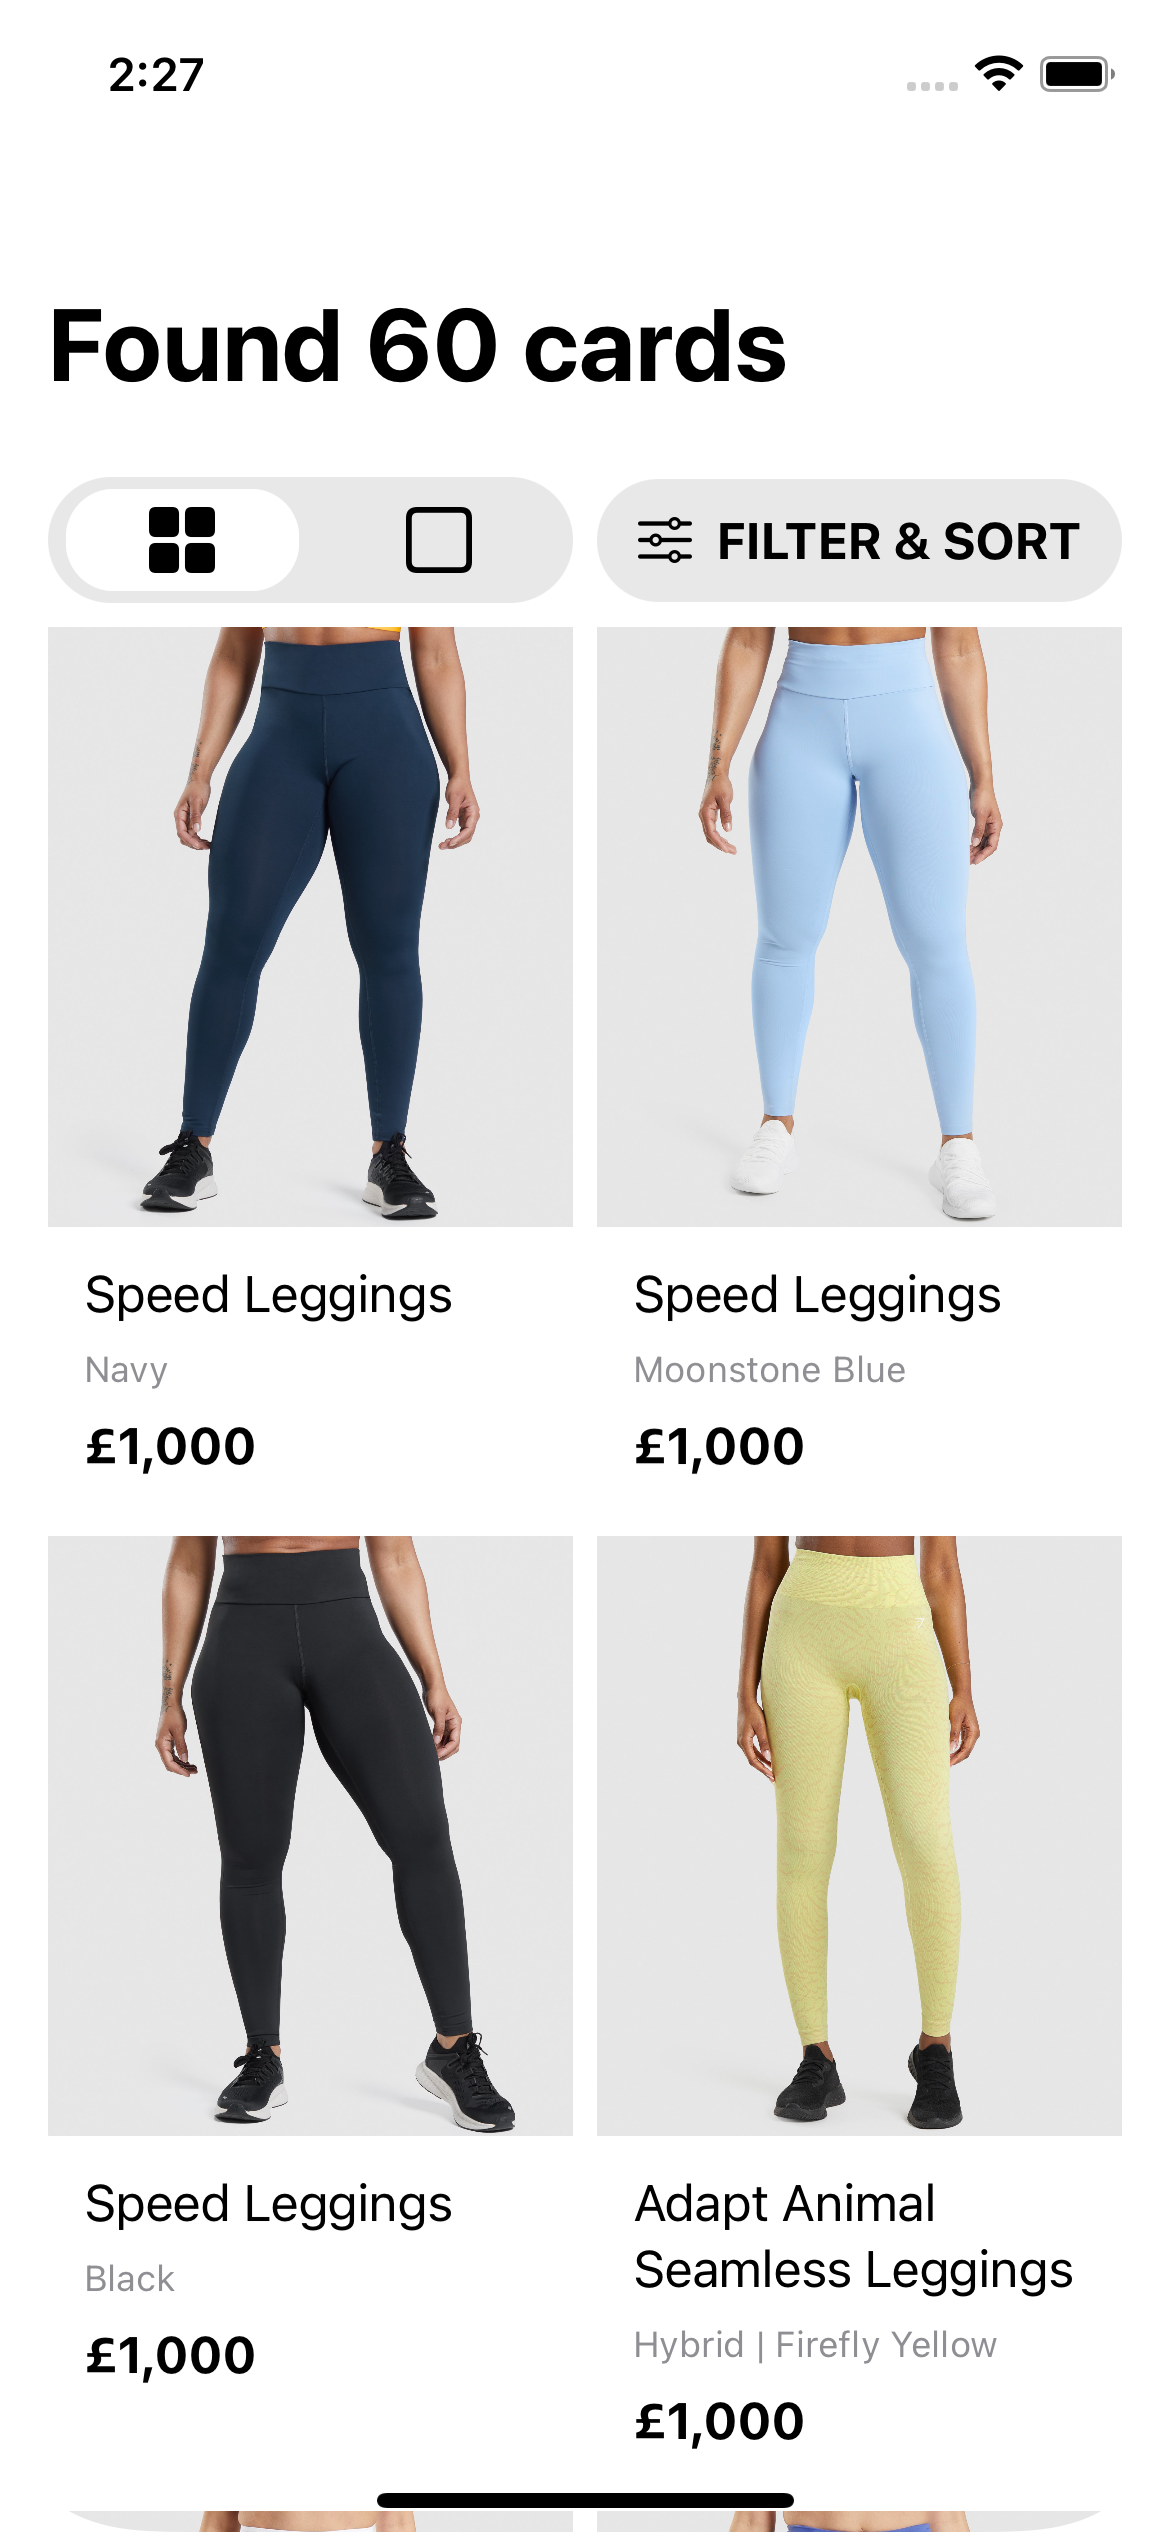 2:27
Found 60 cards
FILTER & SORT
Speed Leggings
Navy
£1,000
Speed Leggings
Moonstone Blue
£1,000
Speed Leggings
Black
£1,000
Adapt Animal
Seamless Leggings
Hybrid | Firefly Yellow
£1,000